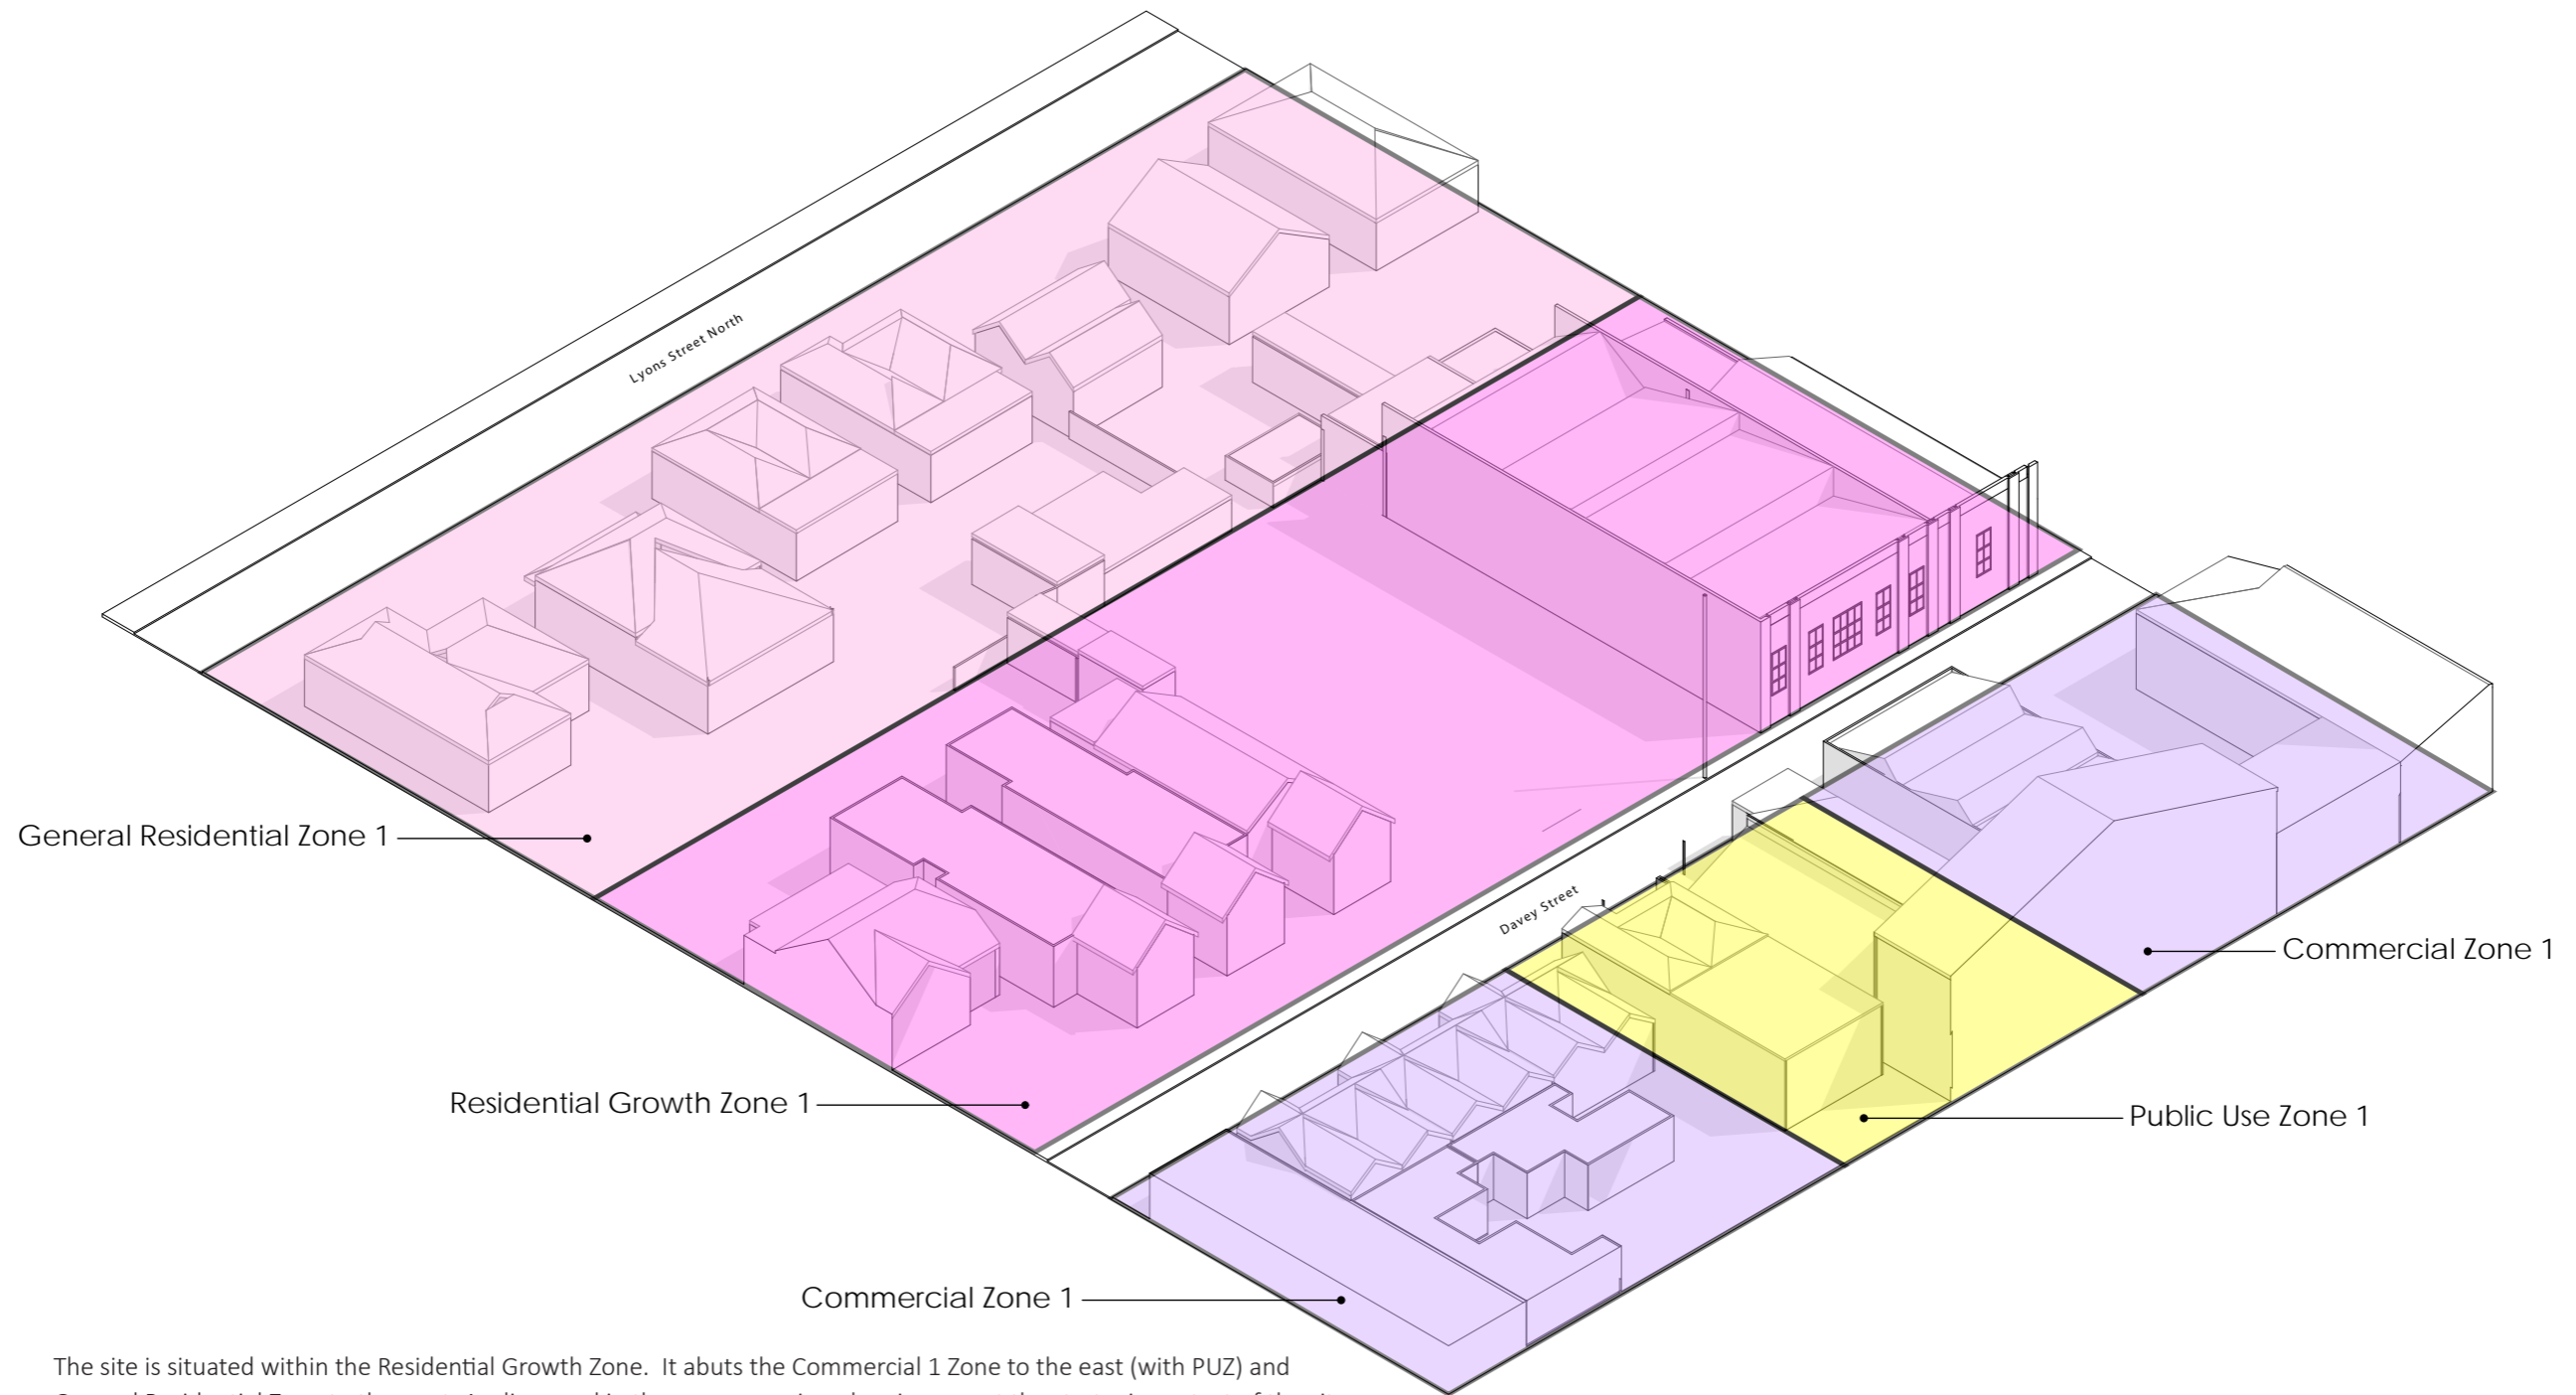 Lyons Street North
General Residential Zone 1
Davey Street
Commercial Zone 1
Residential Growth Zone 1
Public Use Zone 1
Commercial Zone 1
The site is situated within the Residential Growth Zone. It abuts the Commercial 1 Zone to the east (with PUZ) and